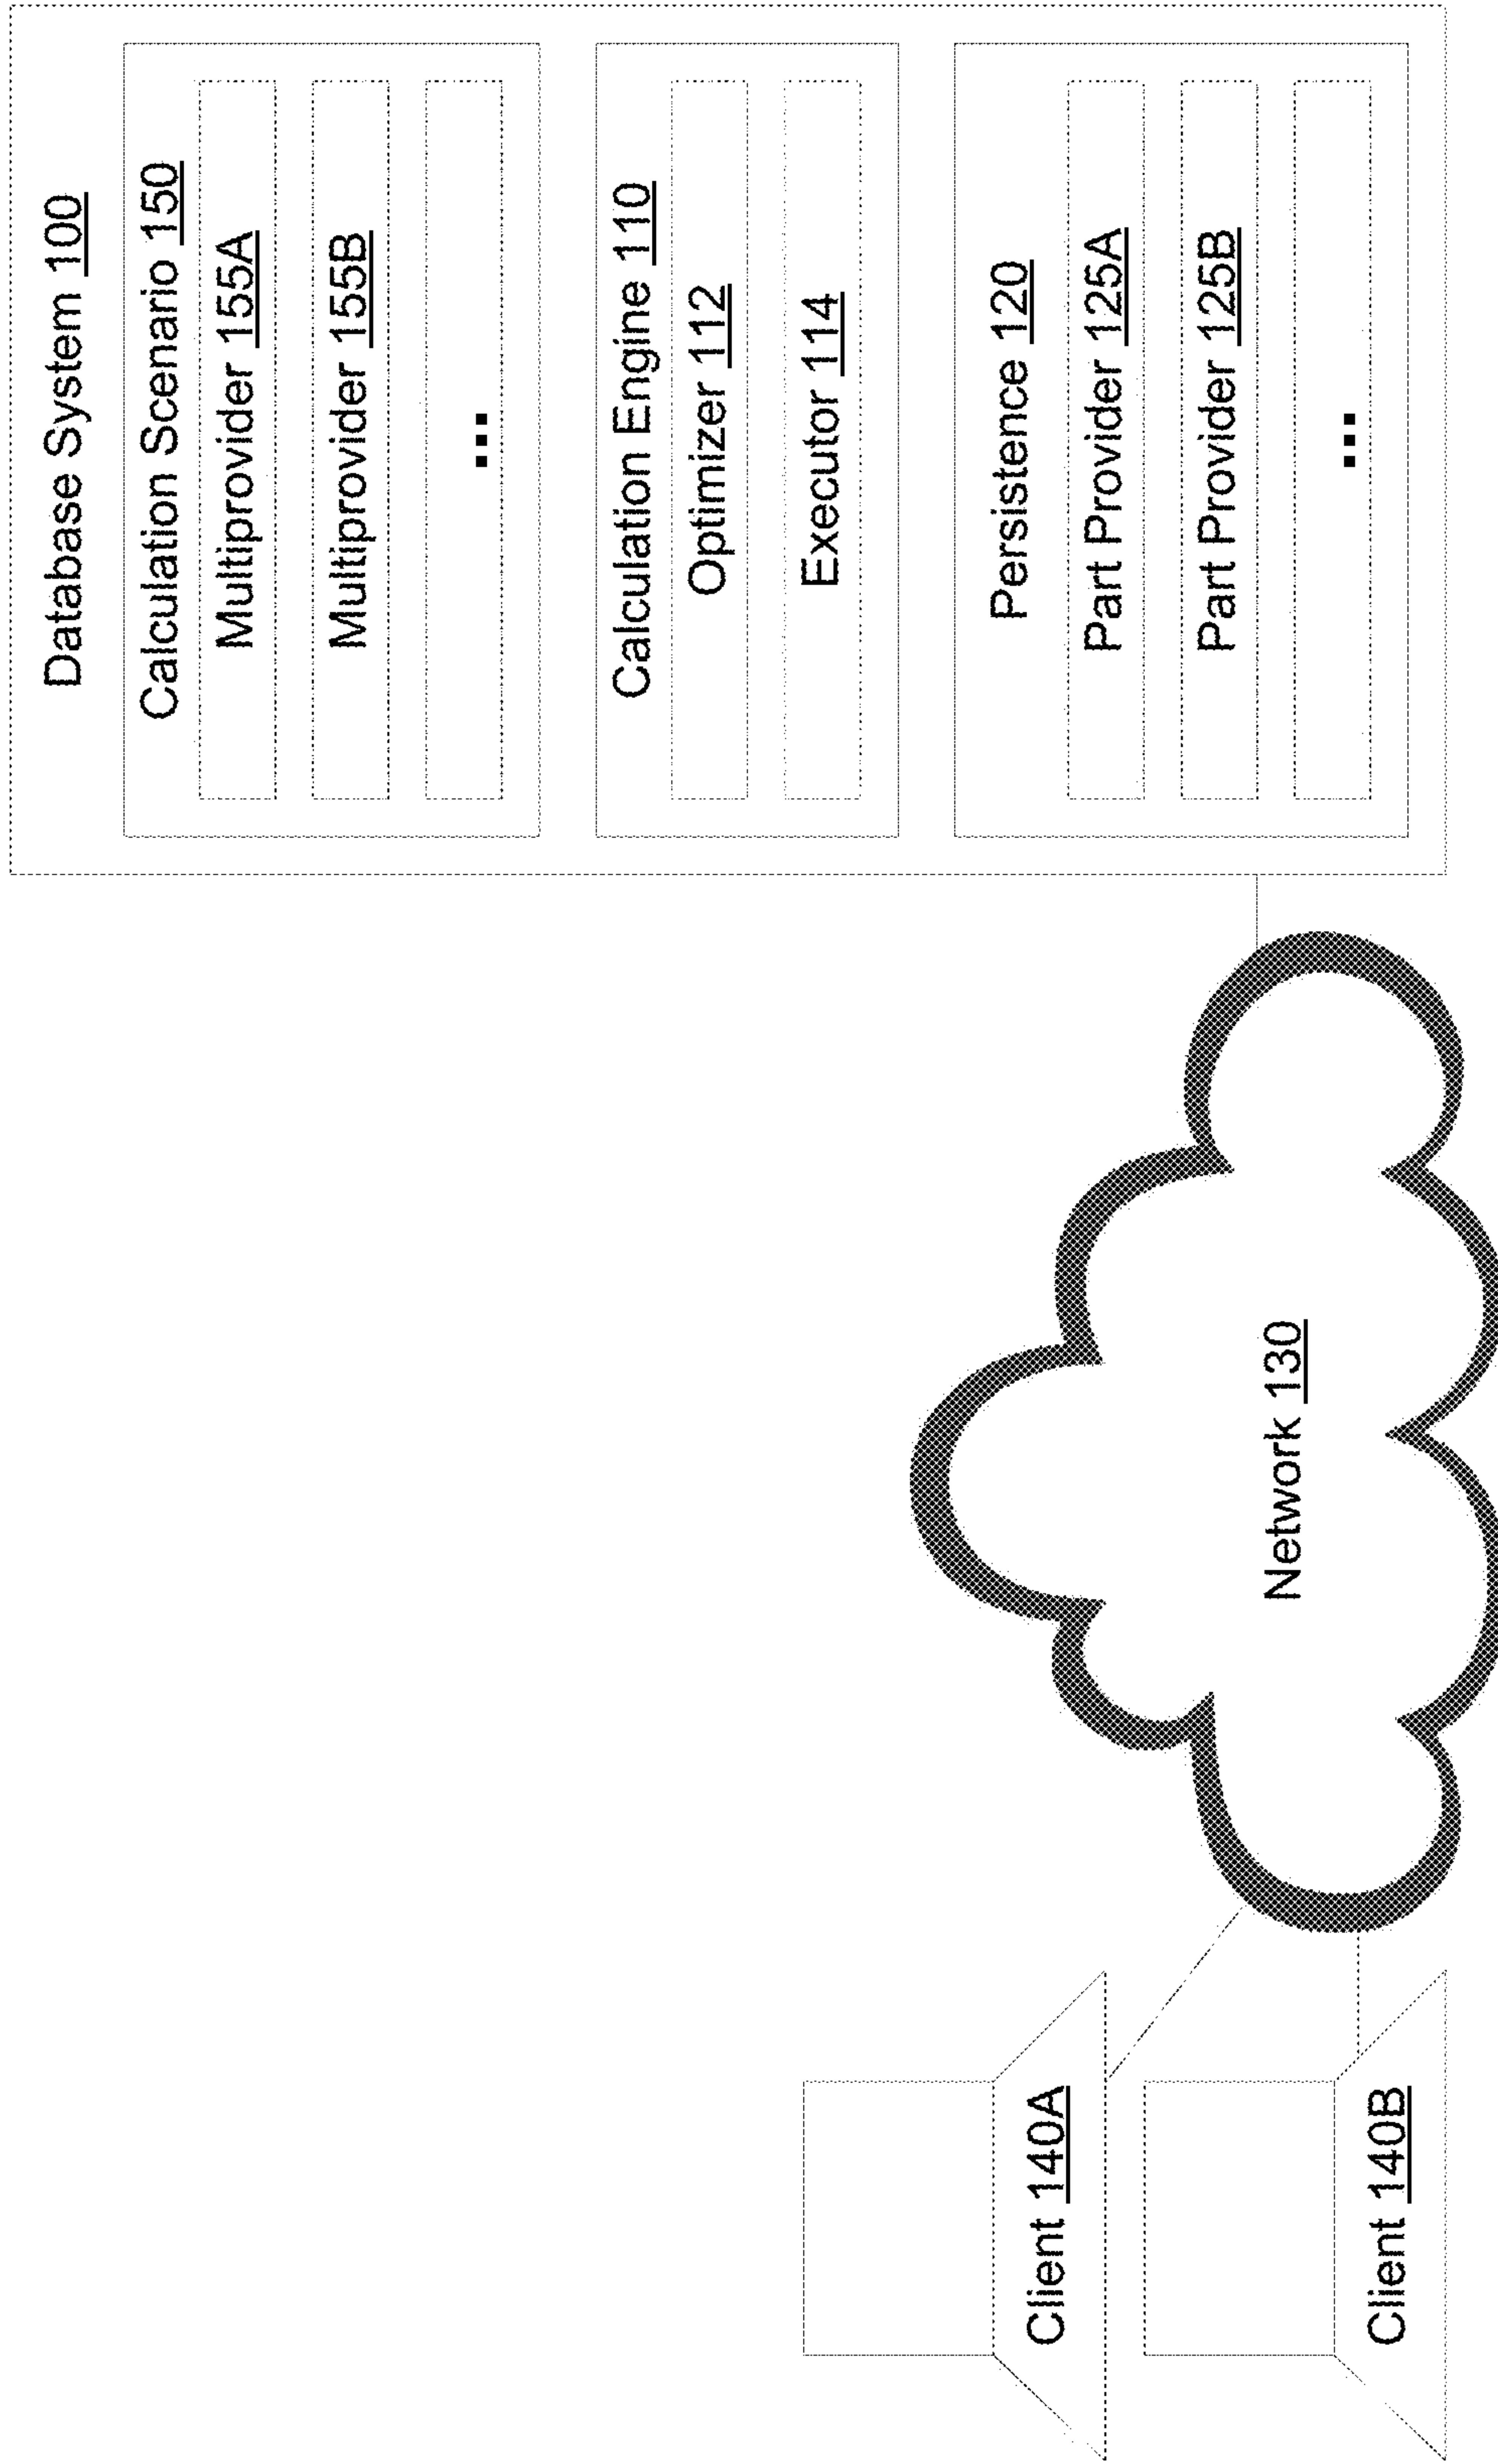 Database System 100
Calculation Scenario 150
Multiprovider 155A
Multiprovider 155B
...
Calculation Engine 110
Optimizer 112
Executor 114
Persistence 120
Part Provider 125A
Part Provider 125B
...
Network 130
Client 140A
Client 140B